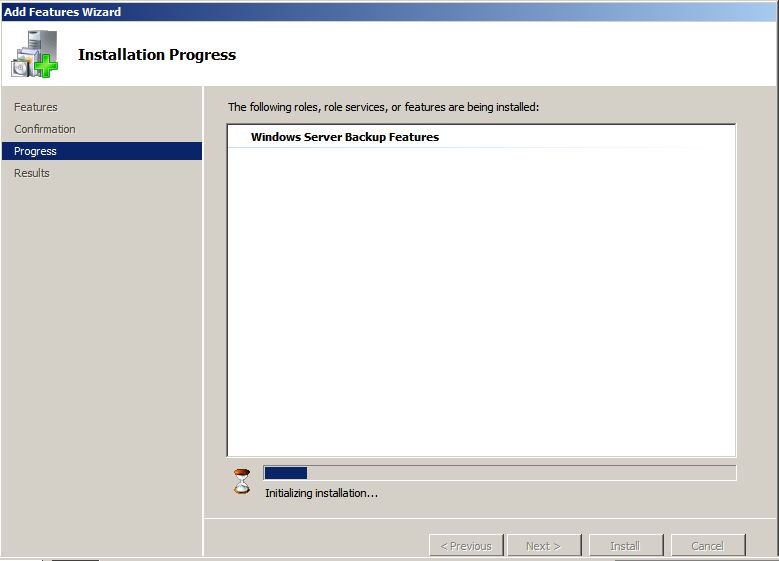 Add Features Wizard
Installation Progress
Features
Confirmation
Progress
Results
The following roles, role services, or features are being installed:
Windows Server Backup Features
Initializing installation...
< Previous
Next >
Install
Cancel